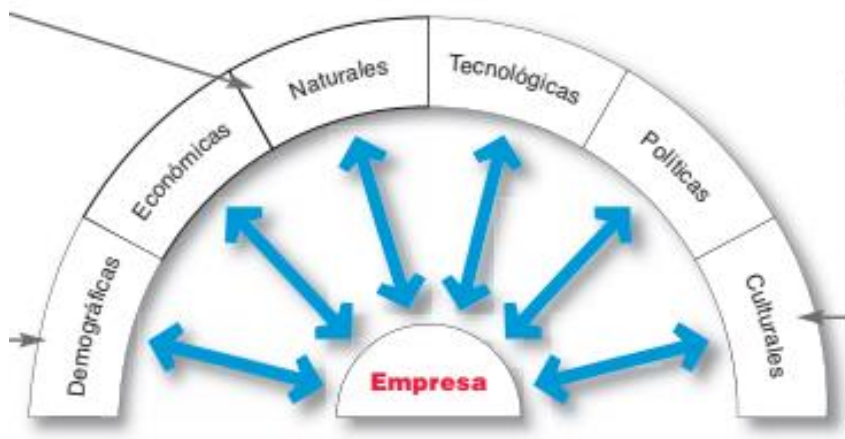 Demográficas
Económicas
Naturales
Tecnológicas
Políticas
Culturales
Empresa